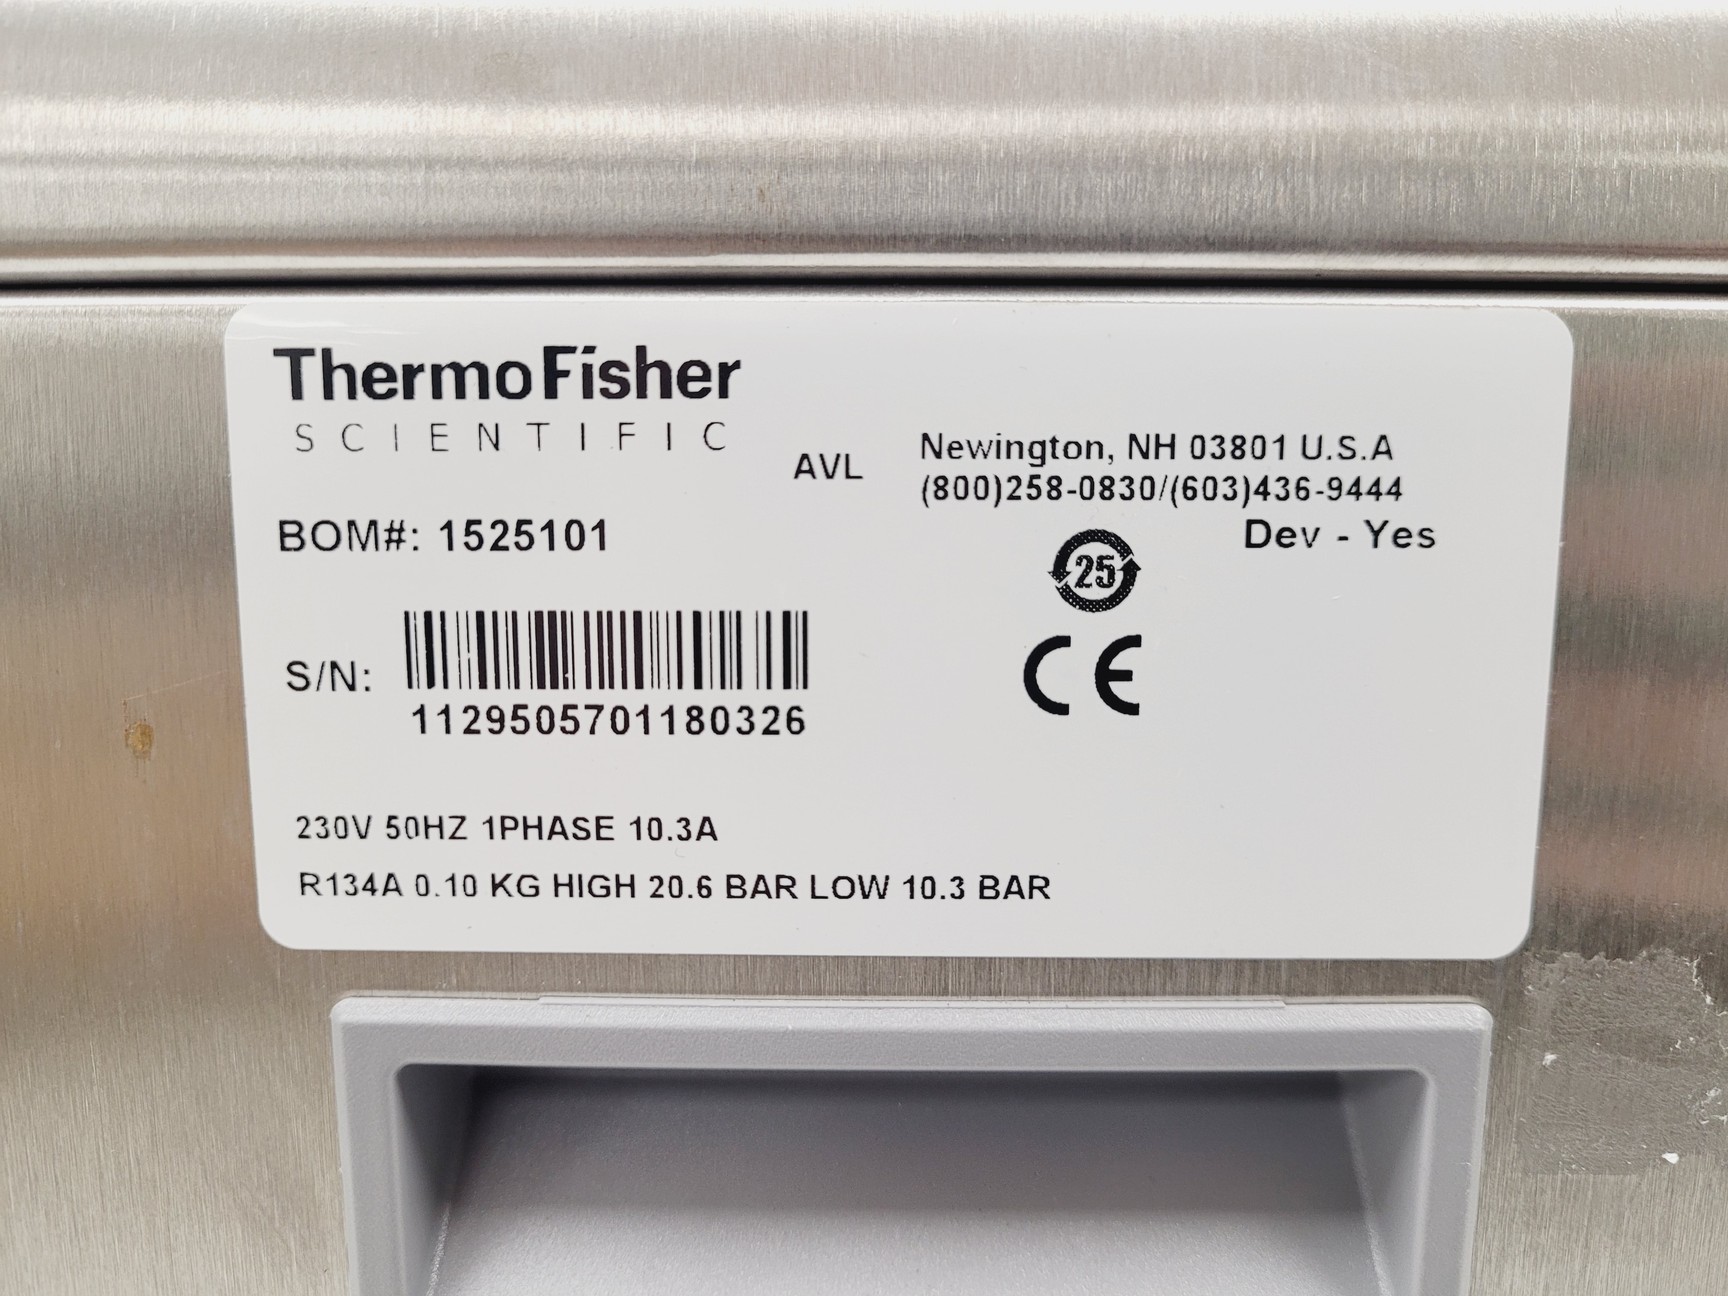 ThermoFisher
SCIENTIFIC
AVL
Newington, NH 03801 U.S.A
(800)258-0830/(603)436-9444
BOM#: 1525101
Dev - Yes
25
S/N:
1129505701180326
CE
230V 50HZ 1PHASE 10.3A
R134A 0.10 KG HIGH 20.6 BAR LOW 10.3 BAR